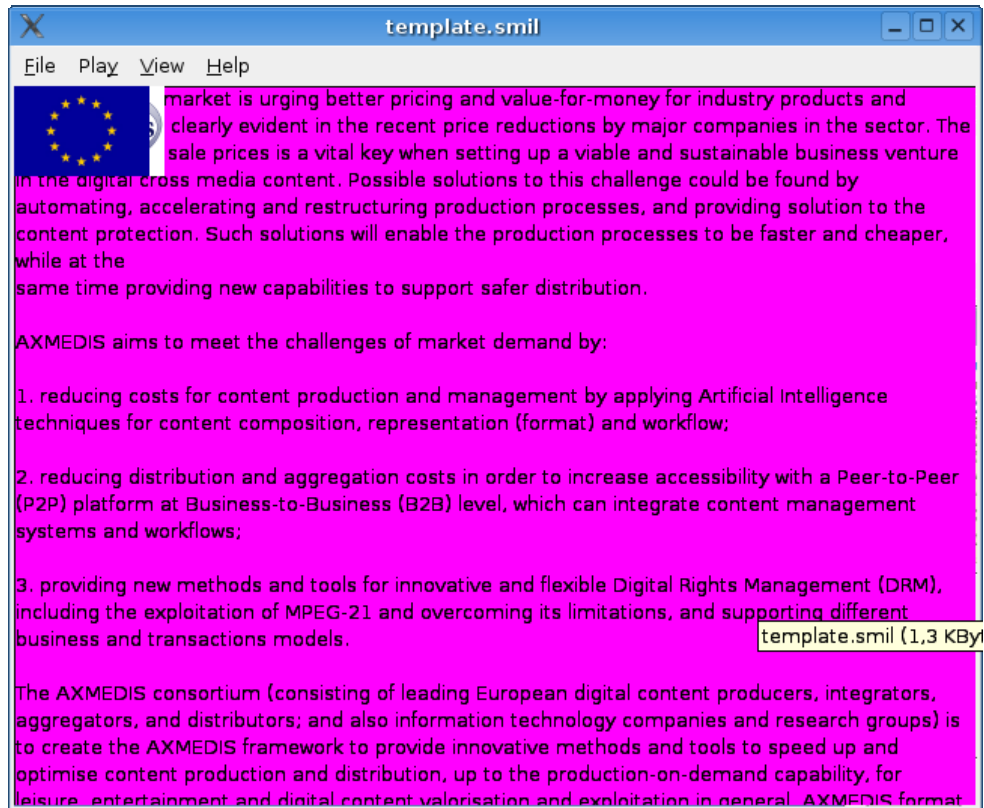 template.smil
File Play View Help
market is urging better pricing and value-for-money for industry products and
clearly evident in the recent price reductions by major companies in the sector. The
sale prices is a vital key when setting up a viable and sustainable business venture
in the digital cross media content. Possible solutions to this challenge could be found by
automating, accelerating and restructuring production processes, and providing solution to the
content protection. Such solutions will enable the production processes to be faster and cheaper,
while at the
same time providing new capabilities to support safer distribution.
AXMEDIS aims to meet the challenges of market demand by:
1. reducing costs for content production and management by applying Artificial Intelligence
techniques for content composition, representation (format) and workflow;
2. reducing distribution and aggregation costs in order to increase accessibility with a Peer-to-Peer
(P2P) platform at Business-to-Business (B2B) level, which can integrate content management
systems and workflows;
3. providing new methods and tools for innovative and flexible Digital Rights Management (DRM),
including the exploitation of MPEG-21 and overcoming its limitations, and supporting different
business and transactions models.
template.smil (1,3 KByt
The AXMEDIS consortium (consisting of leading European digital content producers, integrators,
aggregators, and distributors; and also information technology companies and research groups) is
to create the AXMEDIS framework to provide innovative methods and tools to speed up and
optimise content production and distribution, up to the production-on-demand capability, for
leisure, entertainment and digital content valorisation and exploitation in general. AXMEDIS format